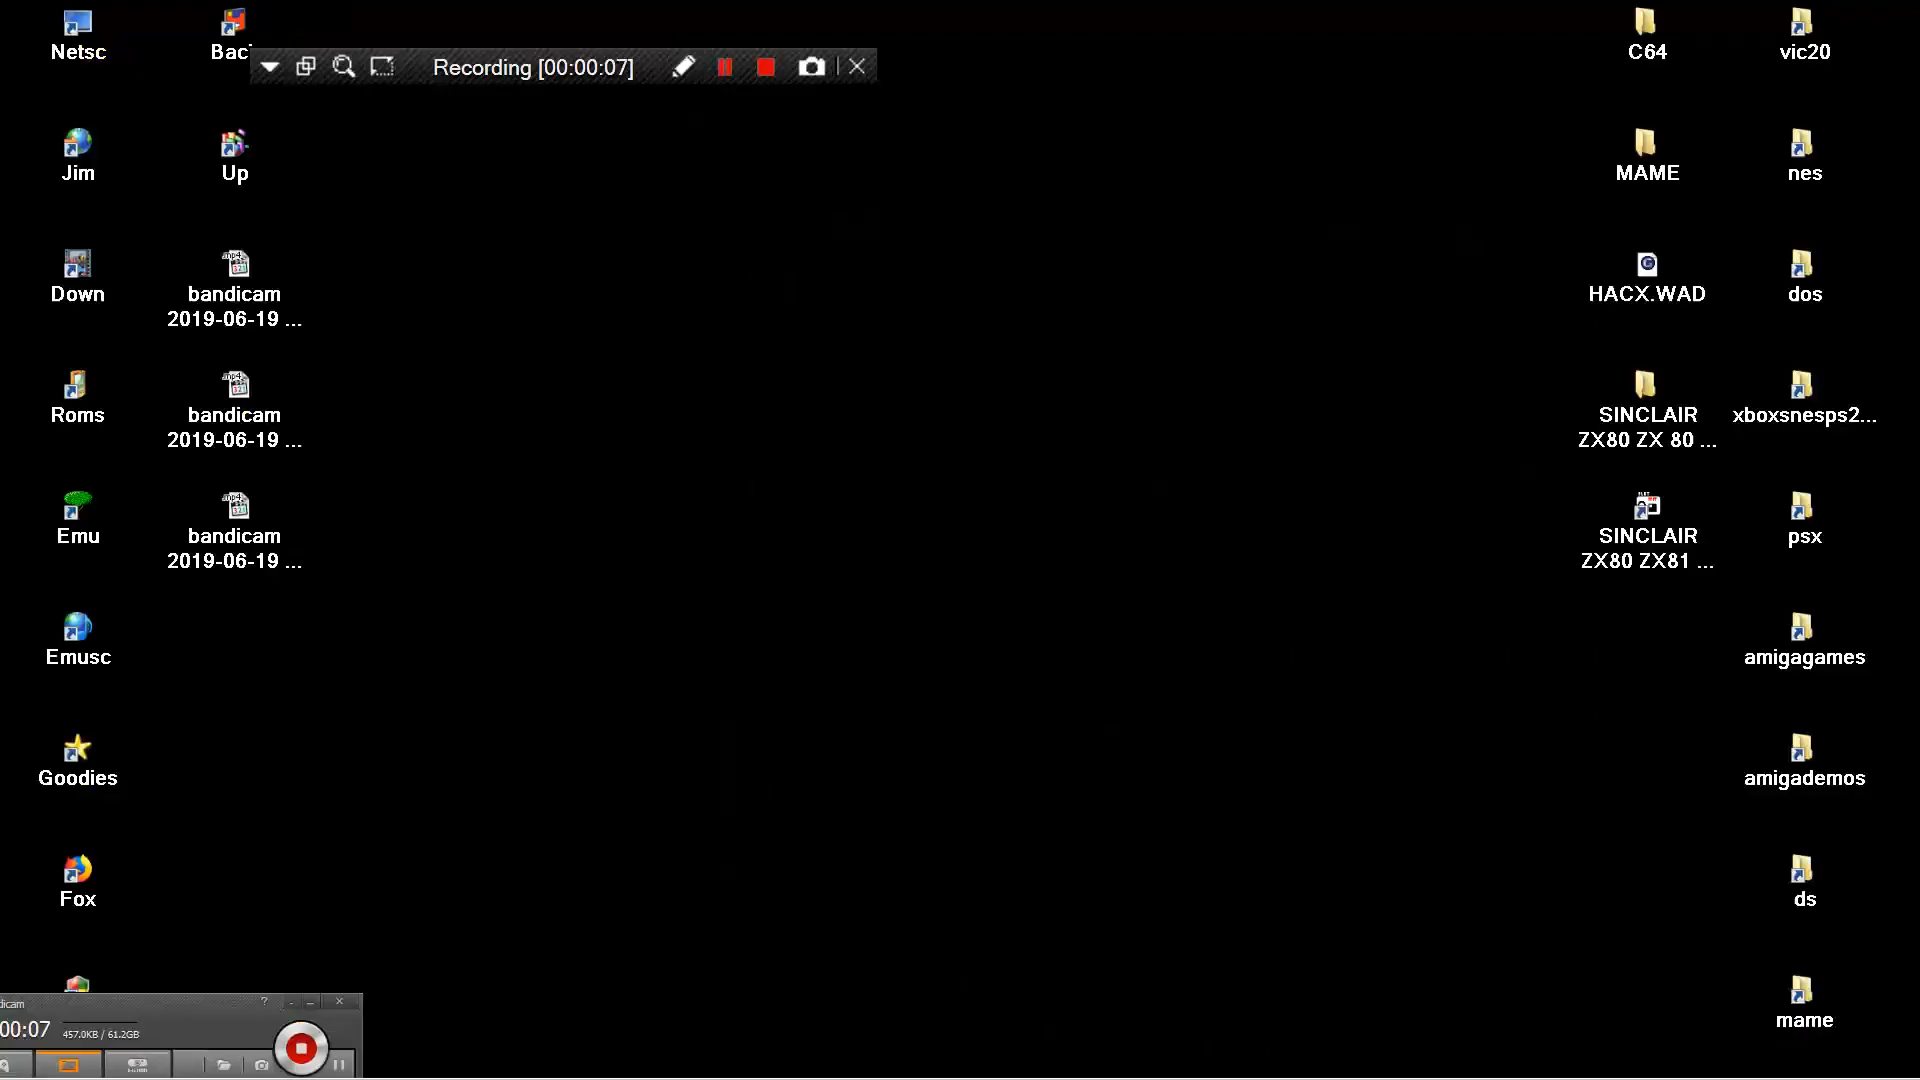 Netsc
Bac
C64
vic20
Recording [00:00:07]
Jim
Up
MAME
nes
Down
bandicam
2019-06-19 ...
HACX.WAD
dos
Roms
bandicam
2019-06-19 ...
SINCLAIR
ZX80 ZX 80 ...
xboxsnesps2...
Emu
bandicam
2019-06-19 ...
SINCLAIR
ZX80 ZX81 ...
psx
Emusc
amigagames
Goodies
amigademos
Fox
ds
mame
dicam
?
00:07
457.0KB / 61.2GB